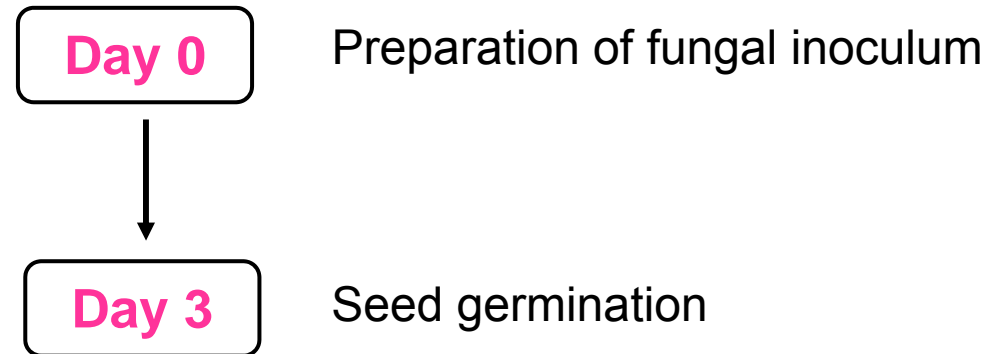 Day 0 Preparation of fungal inoculum
Day 3 Seed germination